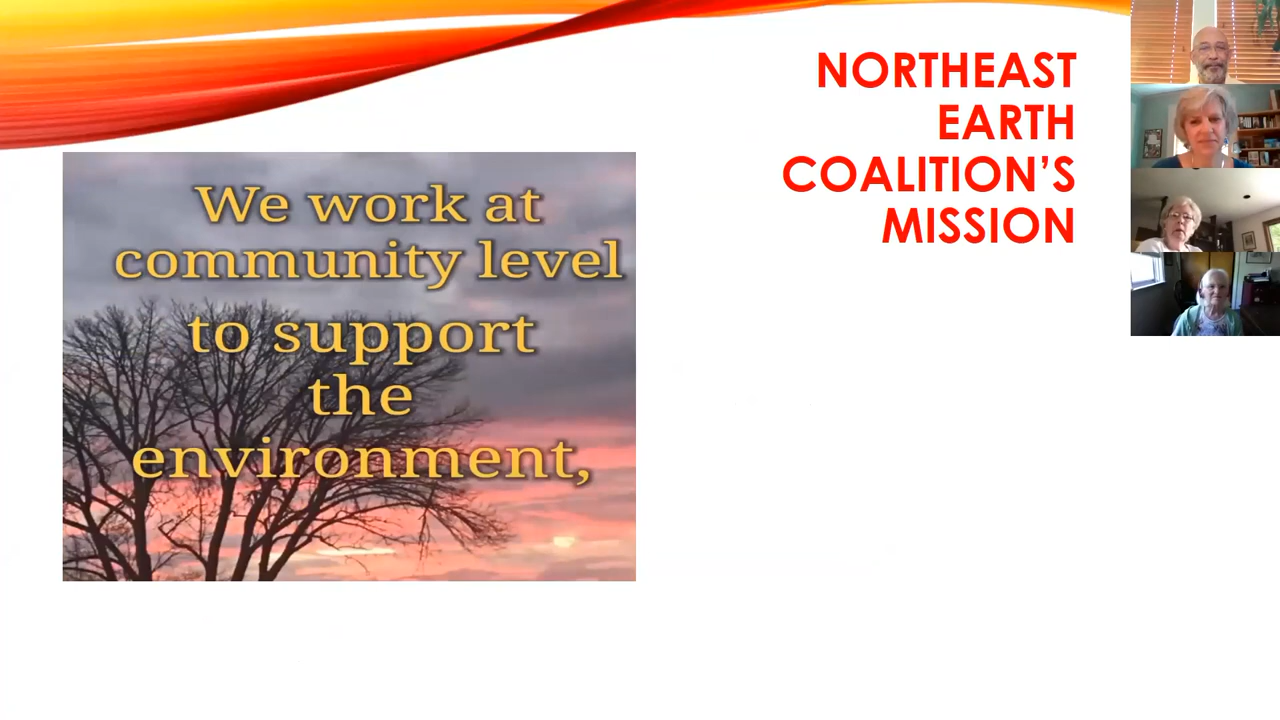 NORTHEAST
EARTH
COALITION’S
MISSION
We work at
community level
to support
the
environment,